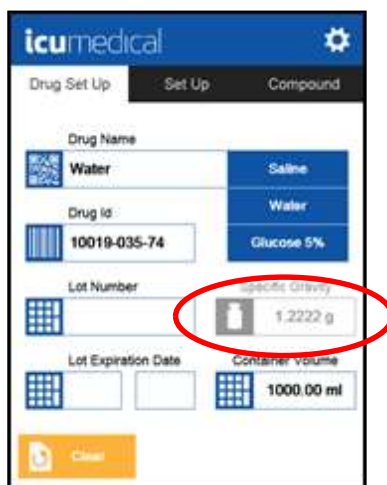 icumedical
Drug Set Up Set Up Compound
Drug Name
Water Saline
Drug Id Water
10019-035-74 Glucose 5%
Lot Number Specific Gravity
1.2222 g
Lot Expiration Date Container Volume
1000.00 ml
Clear